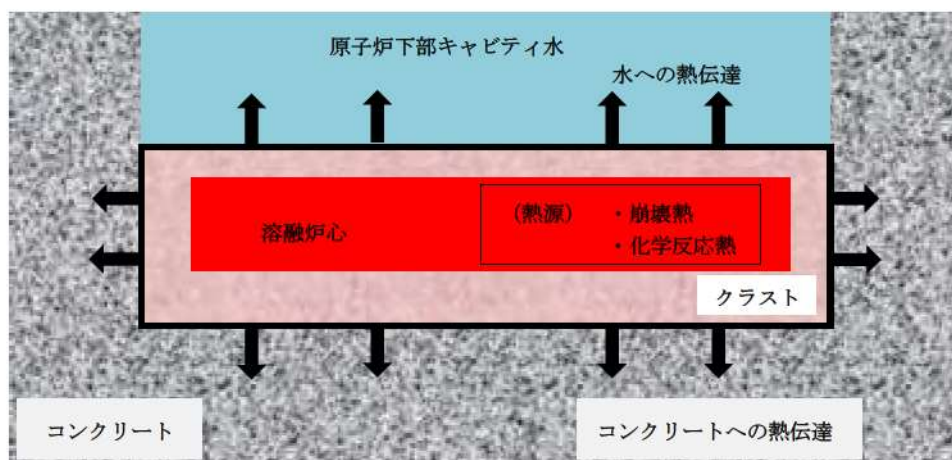 原子炉下部キャビティ水
水への熱伝達
溶融炉心
(熱源) ・崩壊熱
・化学反応熱
クラスト
コンクリート
コンクリートへの熱伝達